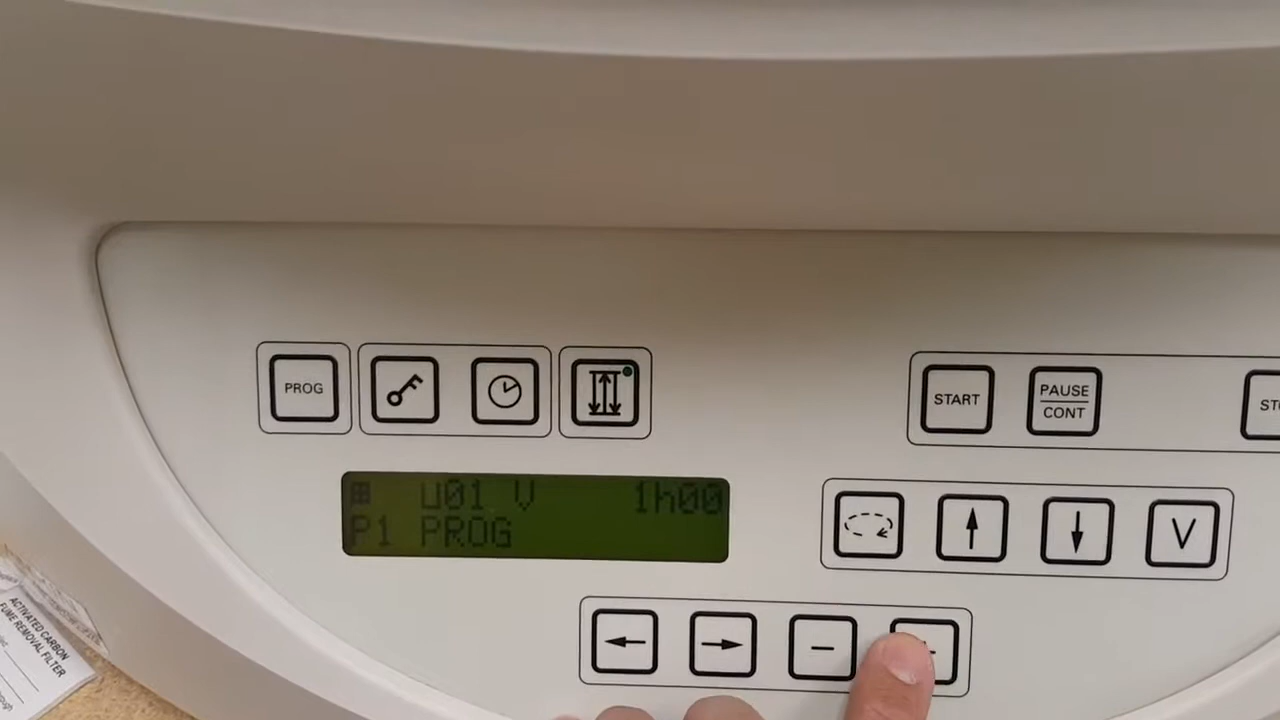 PROG
START
PAUSE
CONT
u01 V 1h00
P1 PROG
V
ACTIVATED CARBON
FUME REMOVAL FILTER